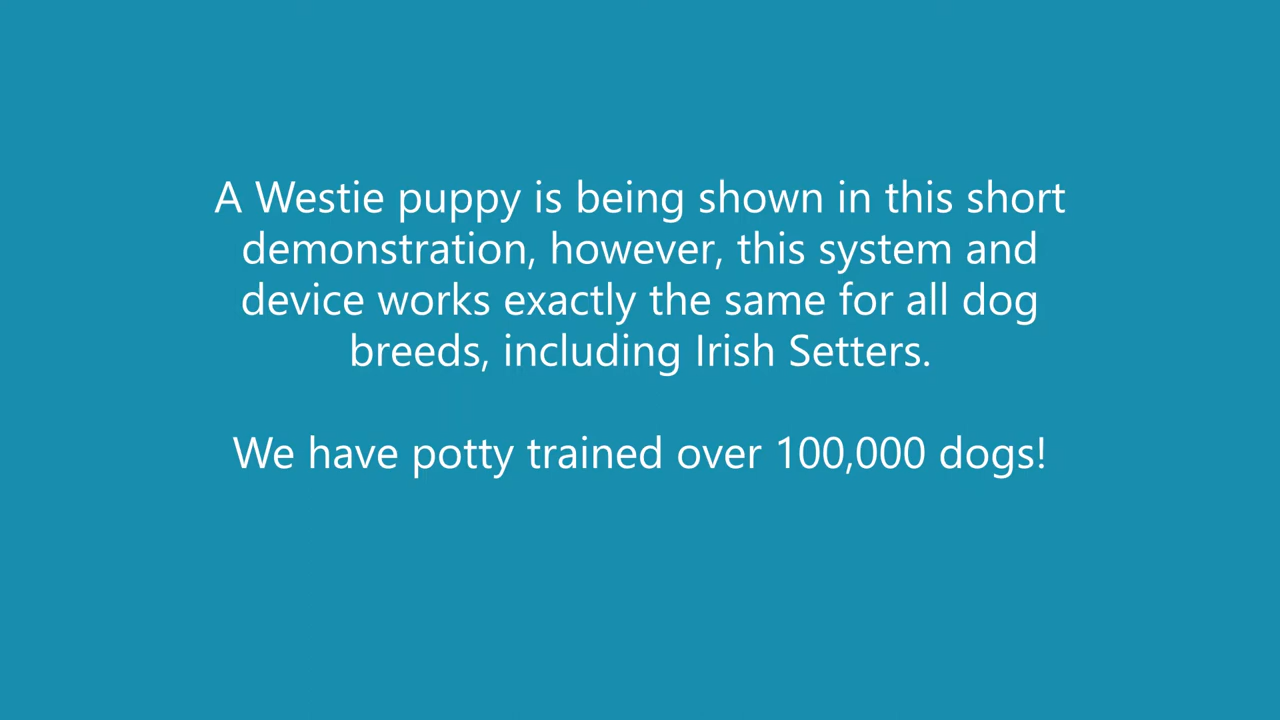 A Westie puppy is being shown in this short
demonstration, however, this system and
device works exactly the same for all dog
breeds, including Irish Setters.
We have potty trained over 100,000 dogs!